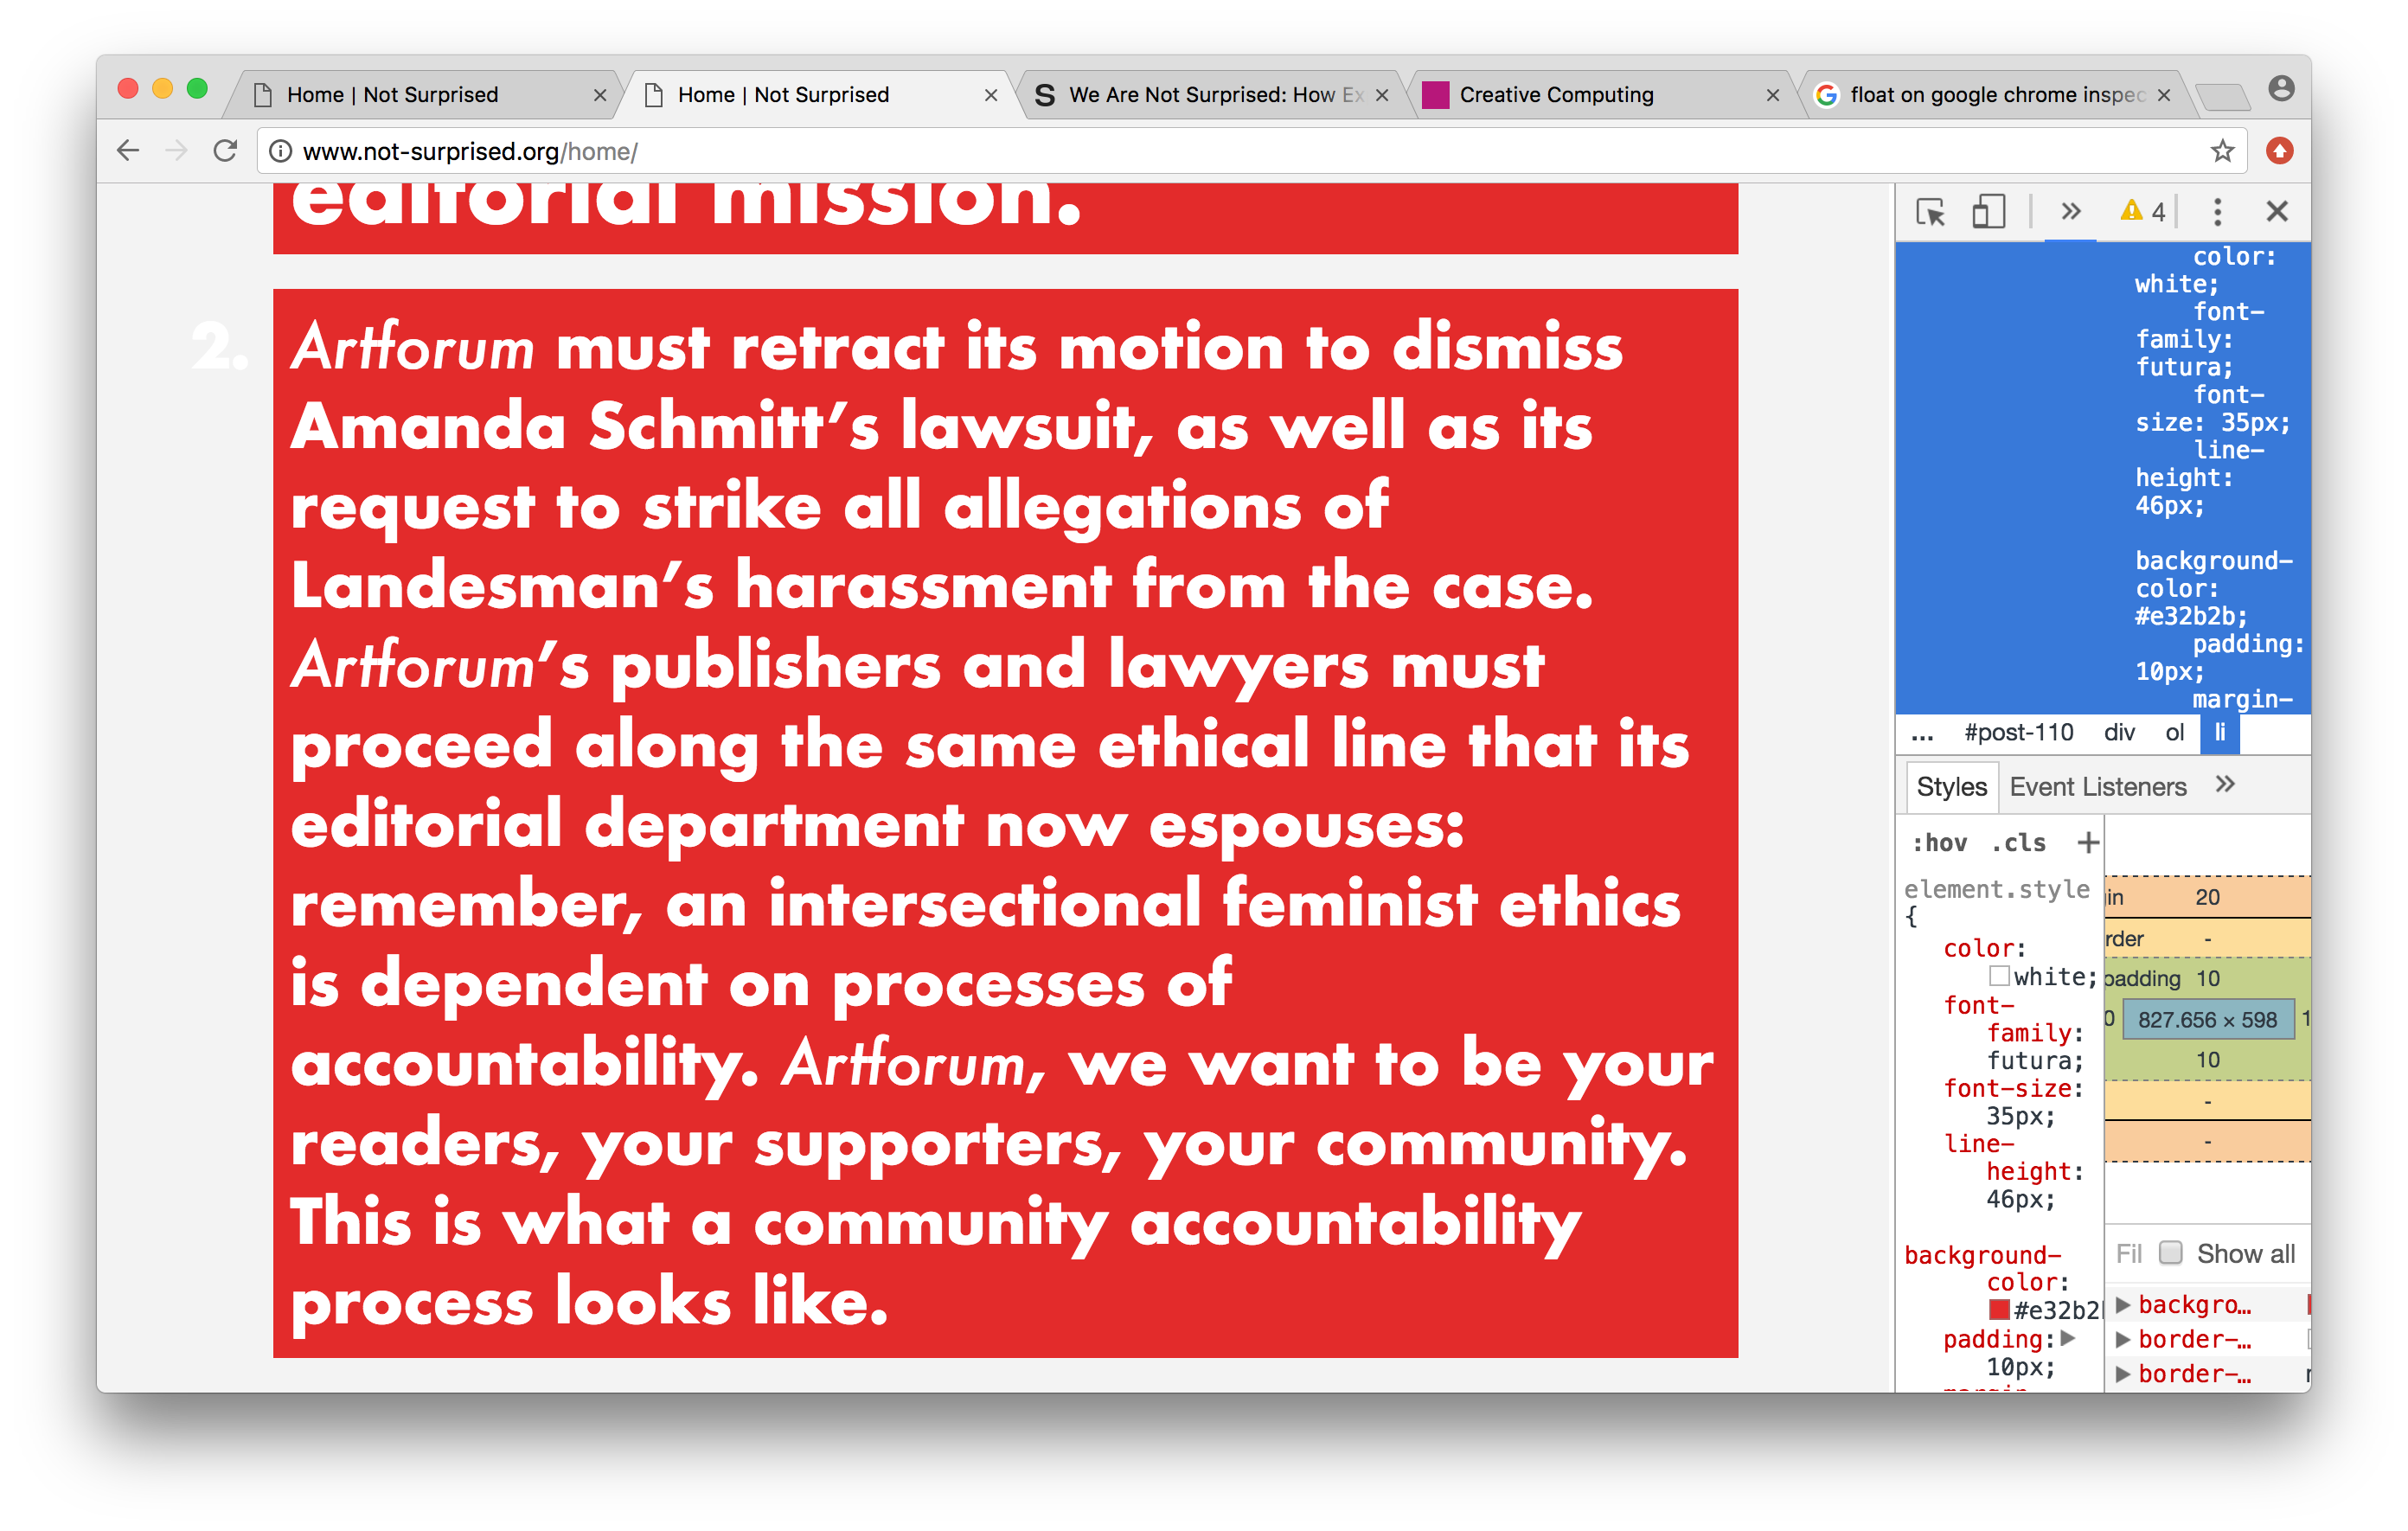 Home | Not Surprised
Home | Not Surprised
We Are Not Surprised: How Ex
Creative Computing
float on google chrome inspec
www.not-surprised.org/home/
editorial mission.
2. Artforum must retract its motion to dismiss
Amanda Schmitt’s lawsuit, as well as its
request to strike all allegations of
Landesman’s harassment from the case.
Artforum’s publishers and lawyers must
proceed along the same ethical line that its
editorial department now espouses:
remember, an intersectional feminist ethics
is dependent on processes of
accountability. Artforum, we want to be your
readers, your supporters, your community.
This is what a community accountability
process looks like.
4
color:
white;
font-
family:
futura;
font-
size: 35px;
line-
height:
46px;
background-
color:
#e32b2b;
padding:
10px;
margin-
... #post-110 div ol li
Styles Event Listeners »
:hov .cls +
element.style
{
color:
white;
font-
family:
futura;
font-size:
35px;
line-
height:
46px;
background-
color:
#e32b2
padding:
10px;
margin
in 20
rder -
padding 10
0 827.656 × 598 1
10
-
-
Fil Show all
backgro...
border-...
border-...